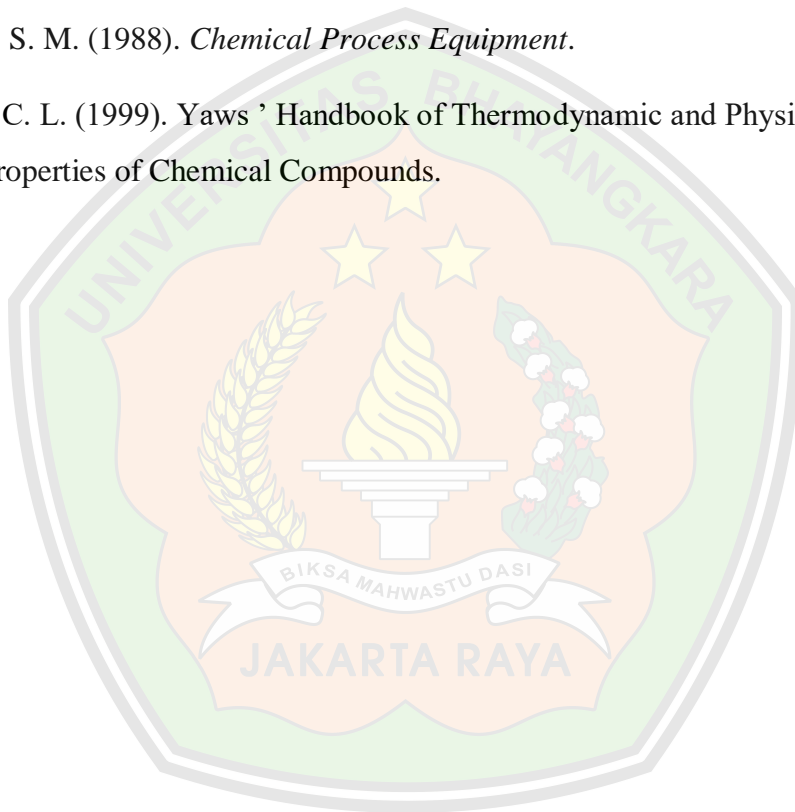 S. M. (1988). Chemical Process Equipment.
C. L. (1999). Yaws ’ Handbook of Thermodynamic and Physi
roperties of Chemical Compounds.
UNIVERSITAS BHAYANGKARA
BIKSA MAHWASTU DASI
JAKARTA RAYA